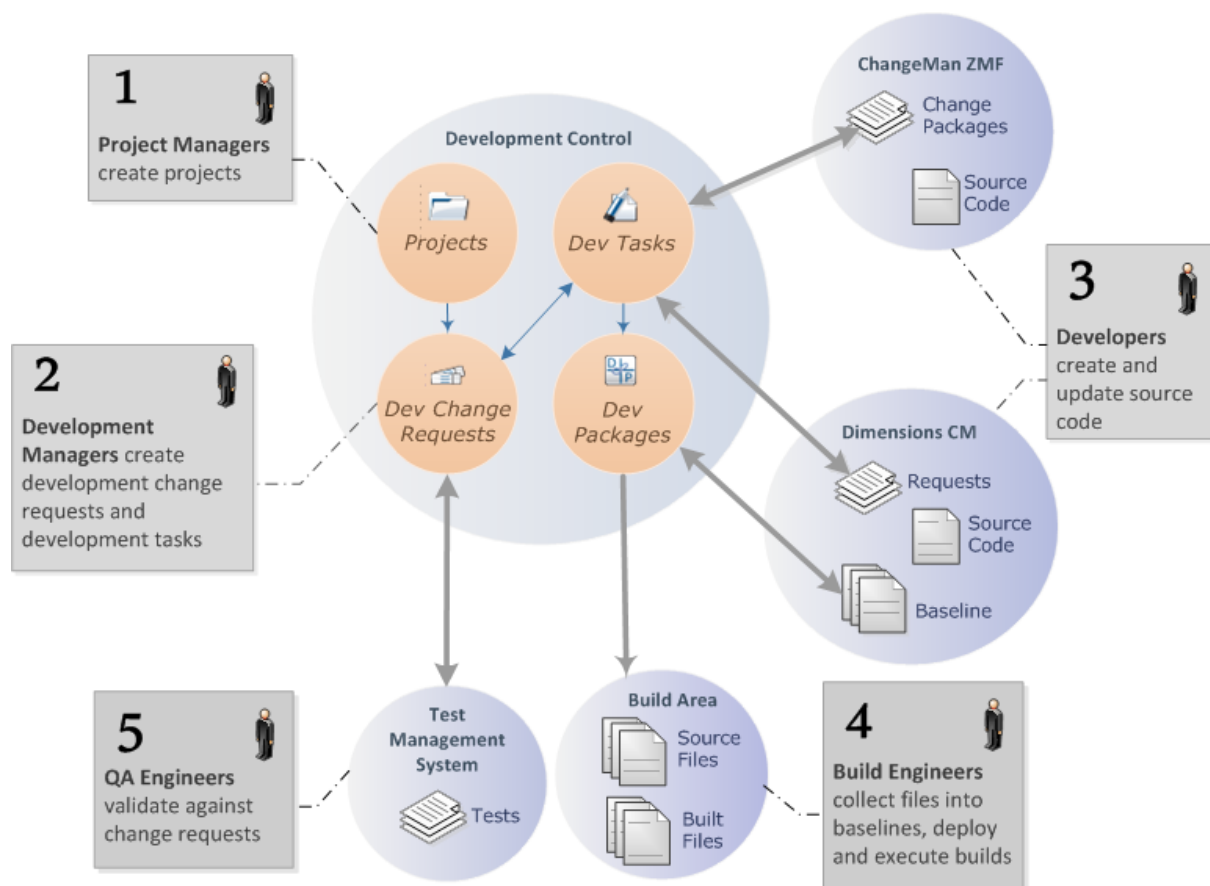 1
Project Managers
create projects
Development Control
Projects
Dev Tasks
Dev Change
Requests
Dev
Packages
ChangeMan ZMF
Change
Packages
Source
Code
2
Development
Managers create
development change
requests and
development tasks
3
Developers
create and
update source
code
Dimensions CM
Requests
Source
Code
Baseline
5
QA Engineers
validate against
change requests
Test
Management
System
Tests
Build Area
Source
Files
Built
Files
4
Build Engineers
collect files into
baselines, deploy
and execute builds